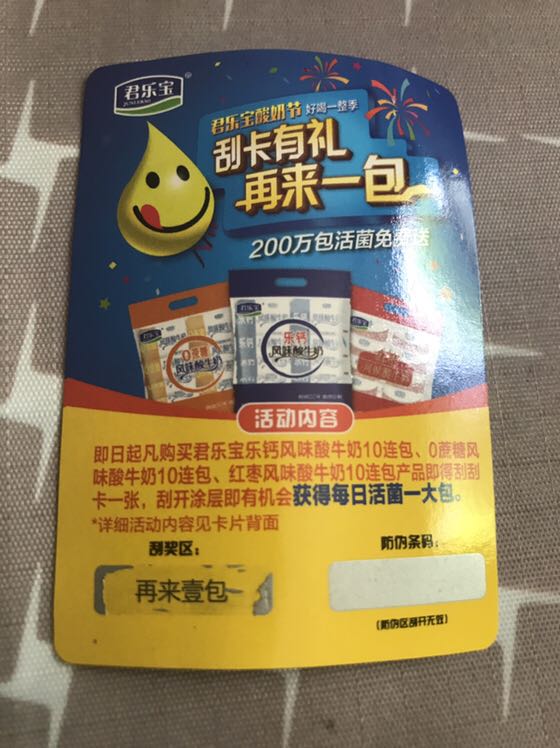 君乐宝
JUNLEBAO
君乐宝酸奶节 好喝一整季
刮卡有礼
再来一包
200万包活菌免费送
君乐宝
0蔗糖
风味酸牛奶
君乐宝
乐钙
风味酸牛奶
活动内容
即日起凡购买君乐宝乐钙风味酸牛奶10连包、0蔗糖风
味酸牛奶10连包、红枣风味酸牛奶10连包产品即得刮刮
卡一张，刮开涂层即有机会获得每日活菌一大包。
*详细活动内容见卡片背面
刮奖区：
防伪条码：
再来壹包
(防伪区刮开无效)